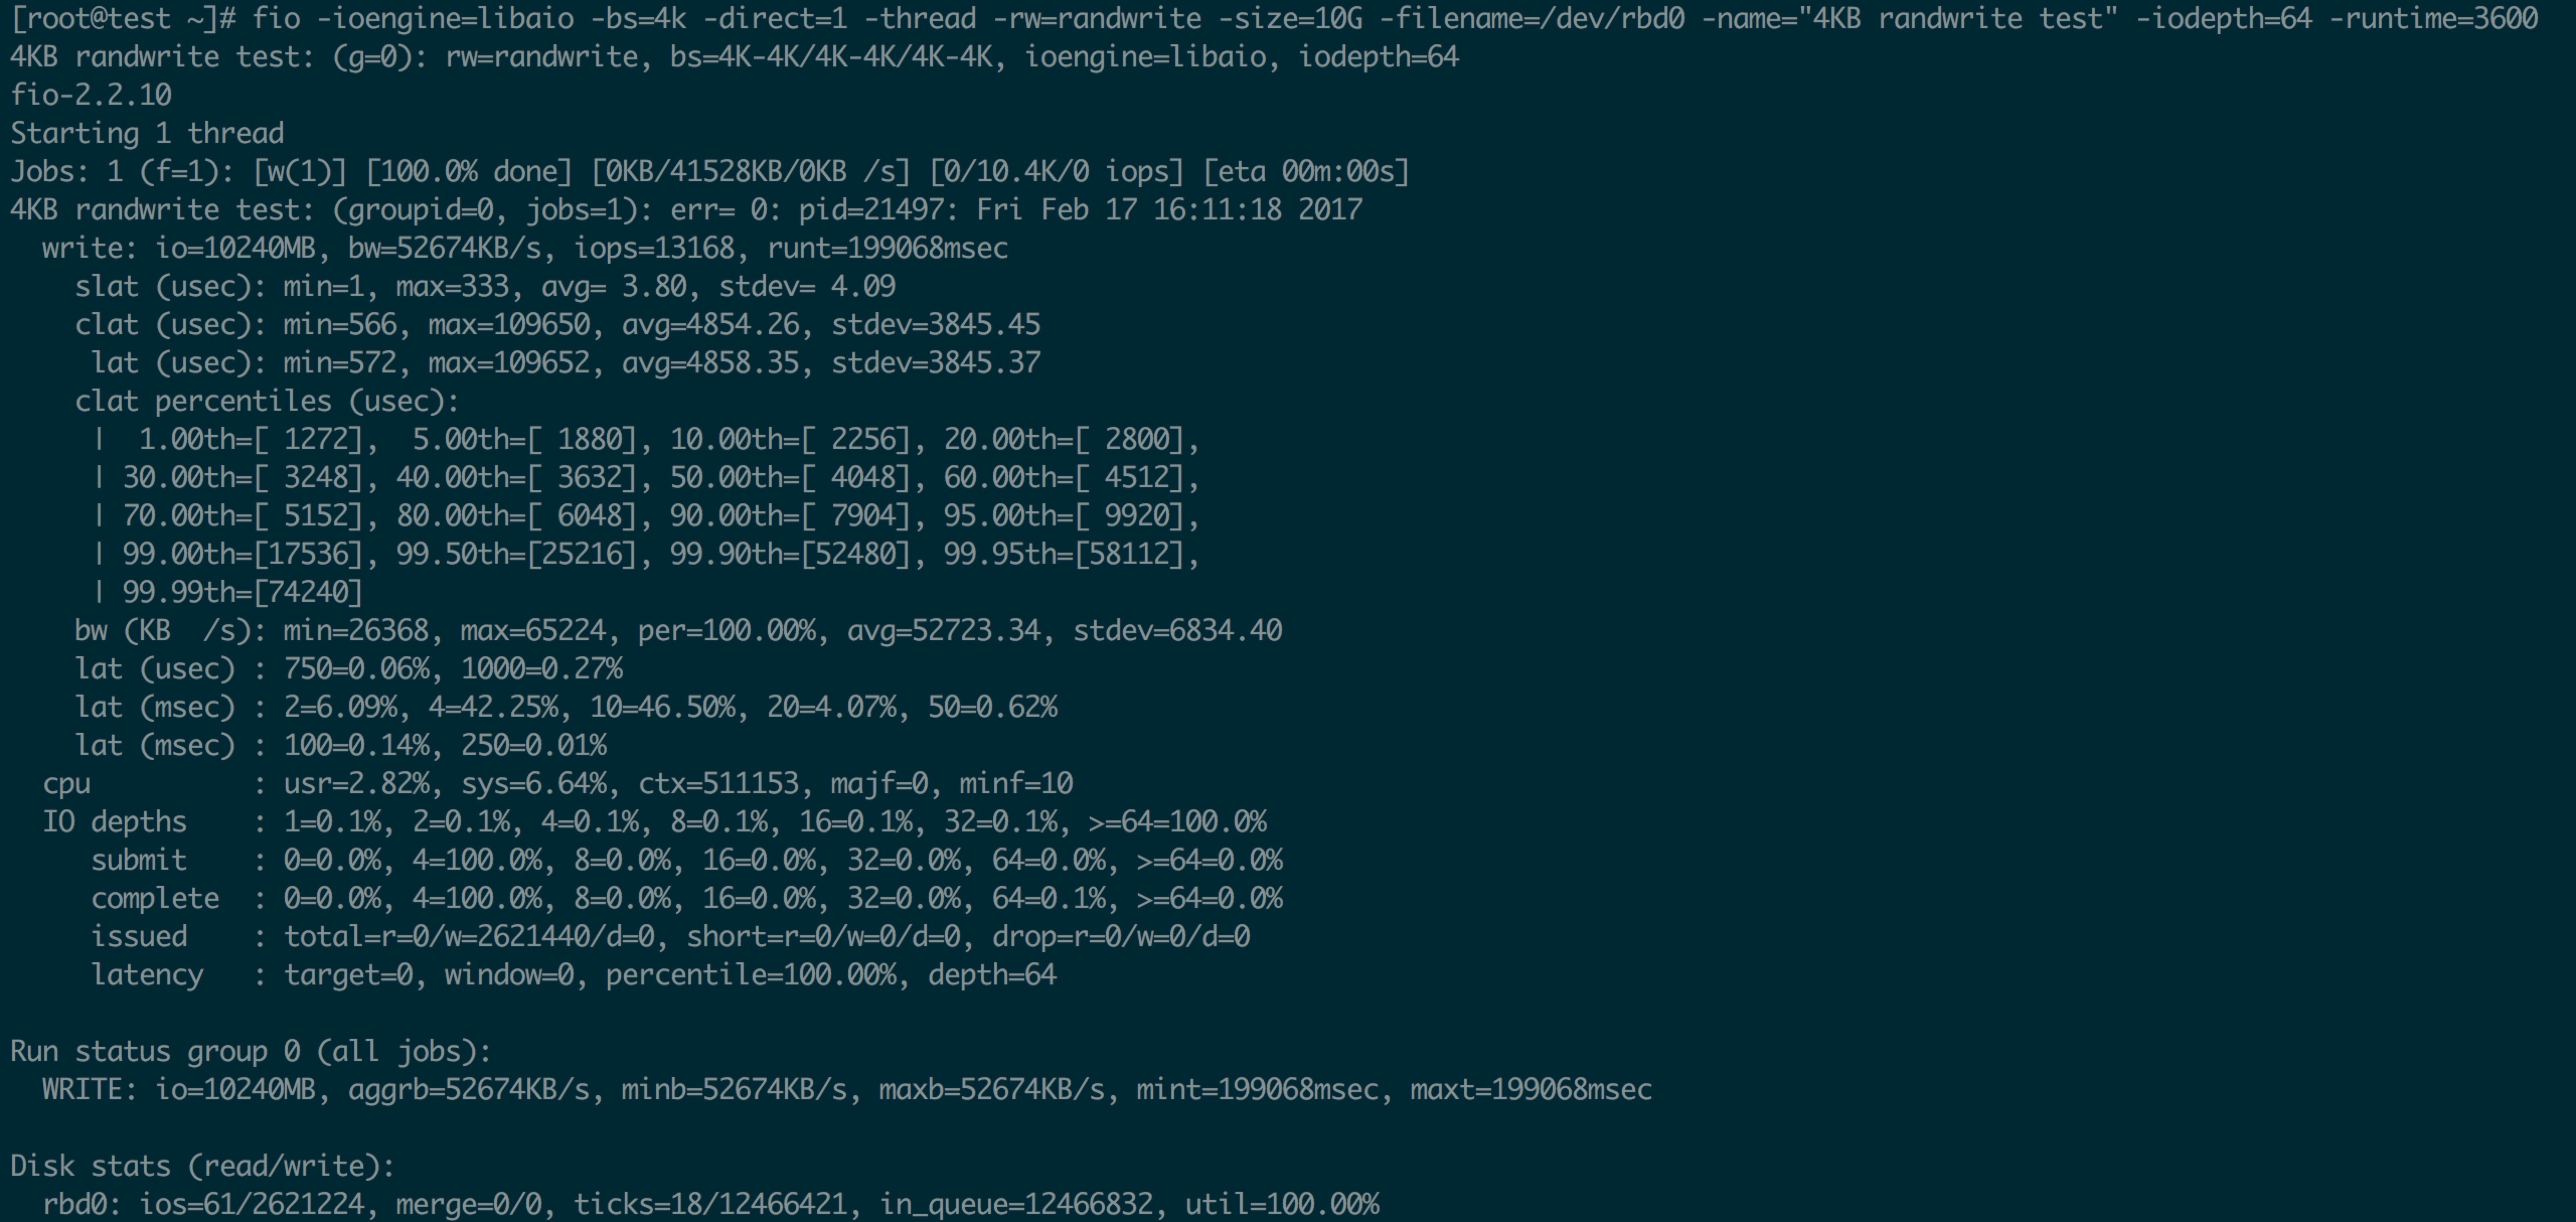 [root@test ~]# fio -ioengine=libaio -bs=4k -direct=1 -thread -rw=randwrite -size=10G -filename=/dev/rbd0 -name="4KB randwrite test" -iodepth=64 -runtime=3600
4KB randwrite test: (g=0): rw=randwrite, bs=4K-4K/4K-4K/4K-4K, ioengine=libaio, iodepth=64
fio-2.2.10
Starting 1 thread
Jobs: 1 (f=1): [w(1)] [100.0% done] [0KB/41528KB/0KB /s] [0/10.4K/0 iops] [eta 00m:00s]
4KB randwrite test: (groupid=0, jobs=1): err= 0: pid=21497: Fri Feb 17 16:11:18 2017
  write: io=10240MB, bw=52674KB/s, iops=13168, runt=199068msec
    slat (usec): min=1, max=333, avg= 3.80, stdev= 4.09
    clat (usec): min=566, max=109650, avg=4854.26, stdev=3845.45
     lat (usec): min=572, max=109652, avg=4858.35, stdev=3845.37
    clat percentiles (usec):
     |  1.00th=[ 1272],  5.00th=[ 1880], 10.00th=[ 2256], 20.00th=[ 2800],
     | 30.00th=[ 3248], 40.00th=[ 3632], 50.00th=[ 4048], 60.00th=[ 4512],
     | 70.00th=[ 5152], 80.00th=[ 6048], 90.00th=[ 7904], 95.00th=[ 9920],
     | 99.00th=[17536], 99.50th=[25216], 99.90th=[52480], 99.95th=[58112],
     | 99.99th=[74240]
    bw (KB  /s): min=26368, max=65224, per=100.00%, avg=52723.34, stdev=6834.40
    lat (usec) : 750=0.06%, 1000=0.27%
    lat (msec) : 2=6.09%, 4=42.25%, 10=46.50%, 20=4.07%, 50=0.62%
    lat (msec) : 100=0.14%, 250=0.01%
  cpu          : usr=2.82%, sys=6.64%, ctx=511153, majf=0, minf=10
  IO depths    : 1=0.1%, 2=0.1%, 4=0.1%, 8=0.1%, 16=0.1%, 32=0.1%, >=64=100.0%
     submit    : 0=0.0%, 4=100.0%, 8=0.0%, 16=0.0%, 32=0.0%, 64=0.0%, >=64=0.0%
     complete  : 0=0.0%, 4=100.0%, 8=0.0%, 16=0.0%, 32=0.0%, 64=0.1%, >=64=0.0%
     issued    : total=r=0/w=2621440/d=0, short=r=0/w=0/d=0, drop=r=0/w=0/d=0
     latency   : target=0, window=0, percentile=100.00%, depth=64
Run status group 0 (all jobs):
  WRITE: io=10240MB, aggrb=52674KB/s, minb=52674KB/s, maxb=52674KB/s, mint=199068msec, maxt=199068msec
Disk stats (read/write):
  rbd0: ios=61/2621224, merge=0/0, ticks=18/12466421, in_queue=12466832, util=100.00%